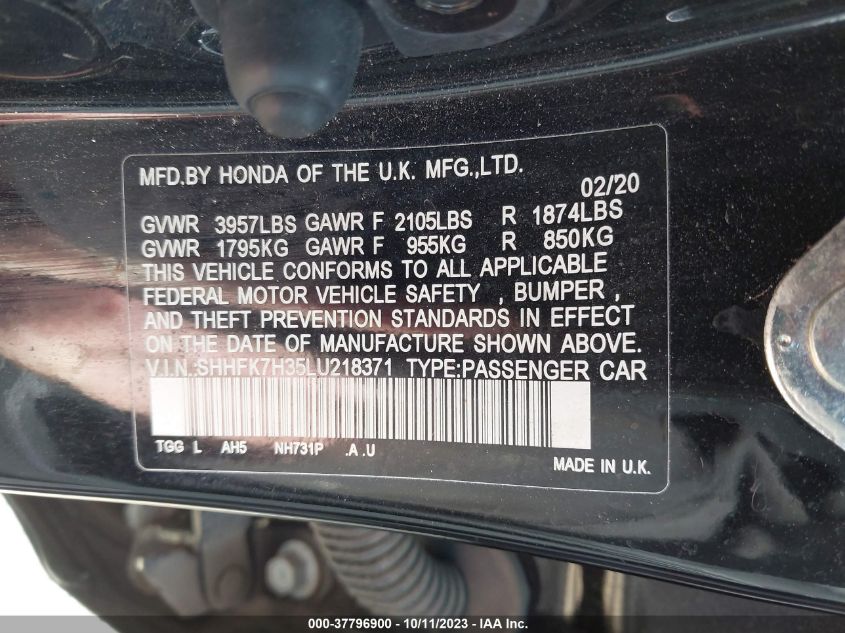 MFD.BY HONDA OF THE U.K. MFG.,LTD.
02/20
GVWR 3957LBS GAWR F 2105LBS R 1874LBS
GVWR 1795KG GAWR F 955KG R 850KG
THIS VEHICLE CONFORMS TO ALL APPLICABLE
FEDERAL MOTOR VEHICLE SAFETY , BUMPER ,
AND THEFT PREVENTION STANDARDS IN EFFECT
ON THE DATE OF MANUFACTURE SHOWN ABOVE.
V.I.N.:SHHFK7H35LU218371 TYPE:PASSENGER CAR
TGG L AH5 NH731P .A .U
MADE IN U.K.
000-37796900 - 10/11/2023 - IAA Inc.